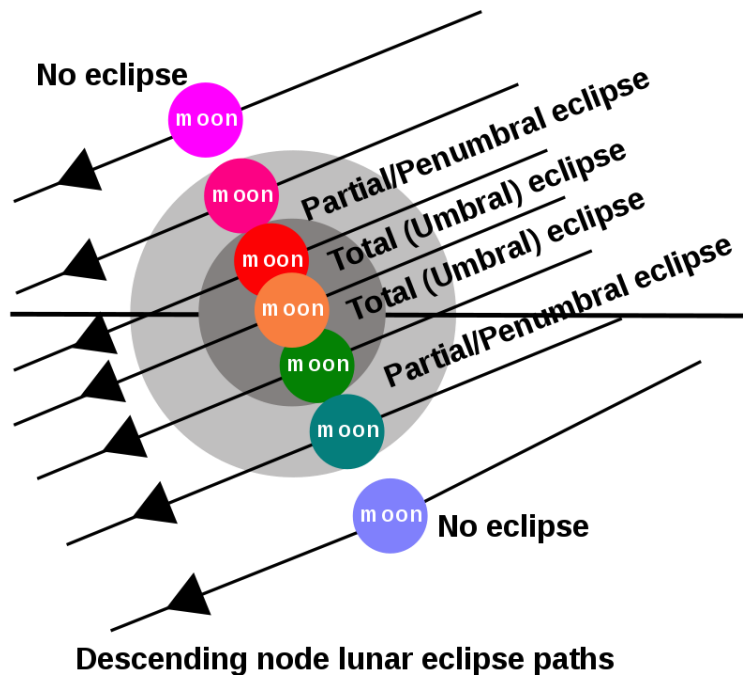 No eclipse
moon
Partial/Penumbral eclipse
moon
Total (Umbral) eclipse
moon
Total (Umbral) eclipse
moon
Partial/Penumbral eclipse
moon
moon
moon
No eclipse
Descending node lunar eclipse paths